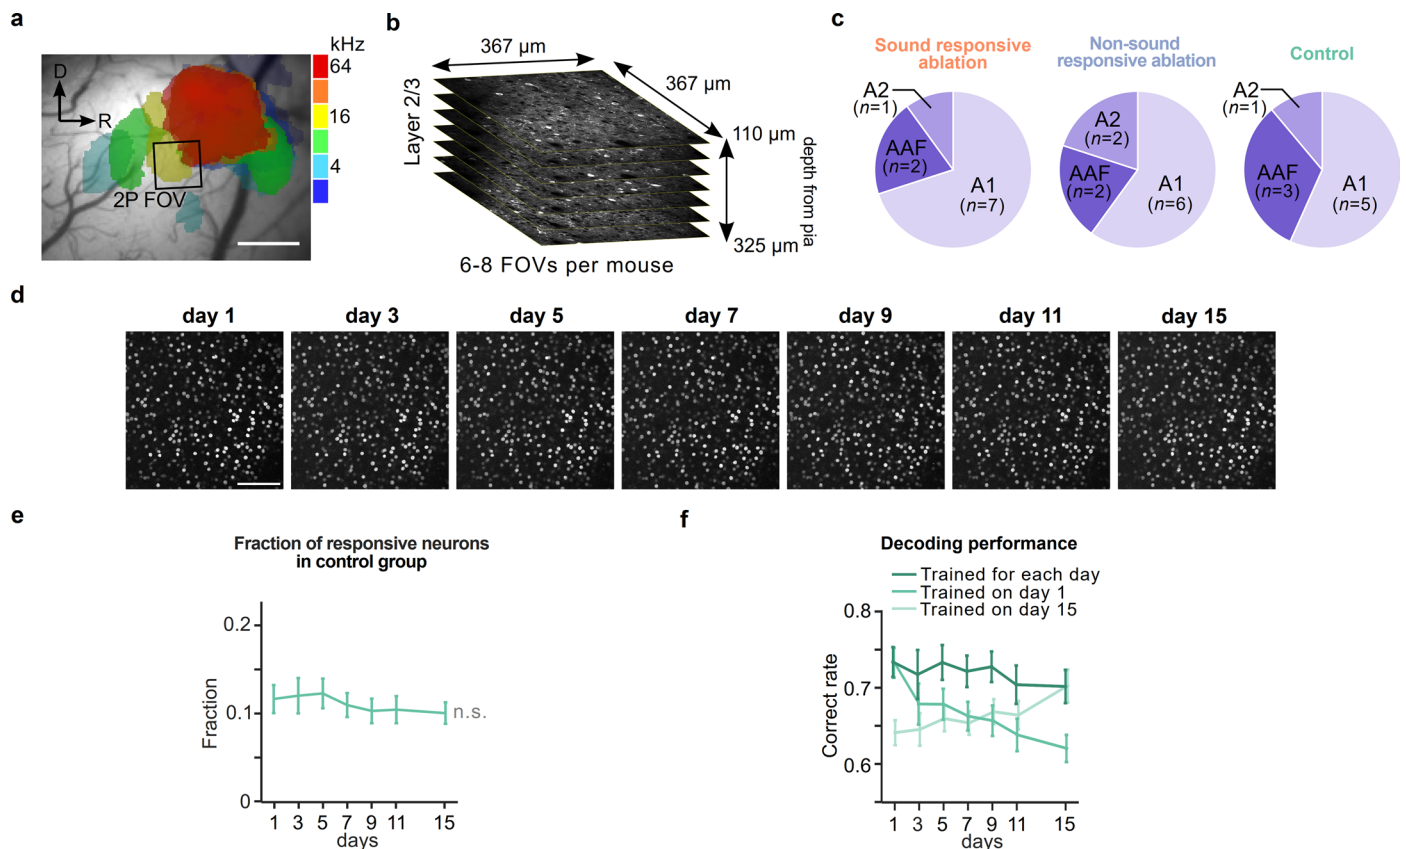 a
kHz
64
16
4
D
R
2P FOV
b
367 µm
367 µm
Layer 2/3
110 µm
325 µm
depth from pia
6-8 FOVs per mouse
c
Sound responsive
ablation
Non-sound
responsive ablation
Control
A2
(n=1)
AAF
(n=2)
A1
(n=7)
A2
(n=2)
AAF
(n=2)
A1
(n=6)
A2
(n=1)
AAF
(n=3)
A1
(n=5)
d
day 1
day 3
day 5
day 7
day 9
day 11
day 15
e
Fraction of responsive neurons
in control group
Fraction
0.2
0.1
0
n.s.
1 3 5 7 9 11 15
days
f
Decoding performance
Trained for each day
Trained on day 1
Trained on day 15
Correct rate
0.8
0.7
0.6
1 3 5 7 9 11 15
days